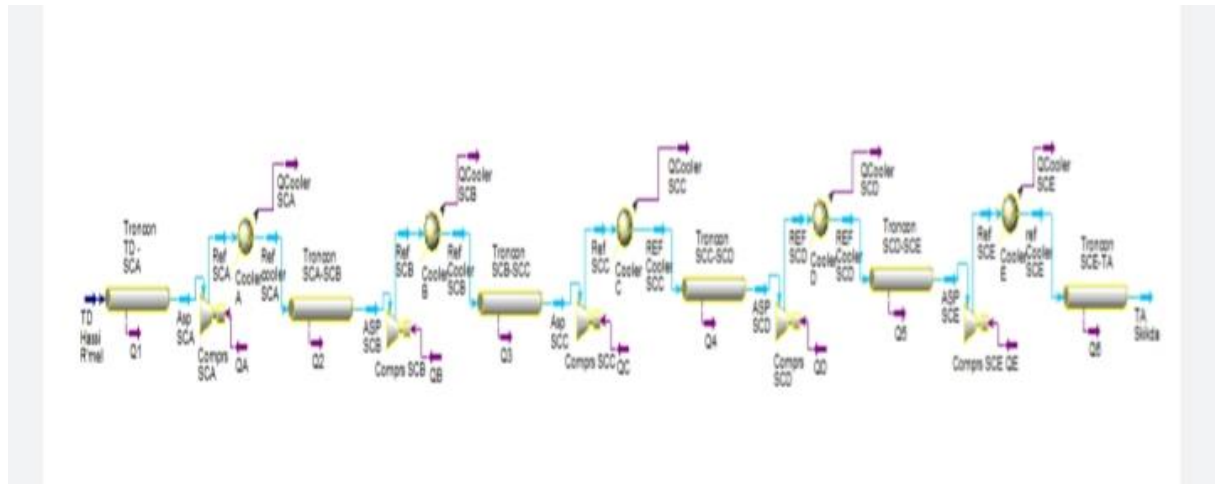 TD
Hassi
R'mel
Tronçon
TD -
SCA
Q1
Asp
SCA
Ref
SCA
Comprs
SCA
QA
Cooler
A
QCooler
SCA
Ref
cooler
SCA
Tronçon
SCA-SCB
Q2
ASP
SCB
Ref
SCB
Comprs SCB
QB
Cooler
B
QCooler
SCB
Ref
Cooler
SCB
Tronçon
SCB-SCC
Q3
Asp
SCC
Ref
SCC
Comprs SCC
QC
Cooler
C
QCooler
SCC
REF
Cooler
SCC
Tronçon
SCC-SCD
Q4
ASP
SCD
REF
SCD
Comprs
SCD
QD
Cooler
D
QCooler
SCD
REF
Cooler
SCD
Tronçon
SCD-SCE
Q5
ASP
SCE
Ref
SCE
Comprs SCE
QE
Cooler
E
QCooler
SCE
ref
Cooler
SCE
Tronçon
SCE-TA
Q6
TA
Skikda